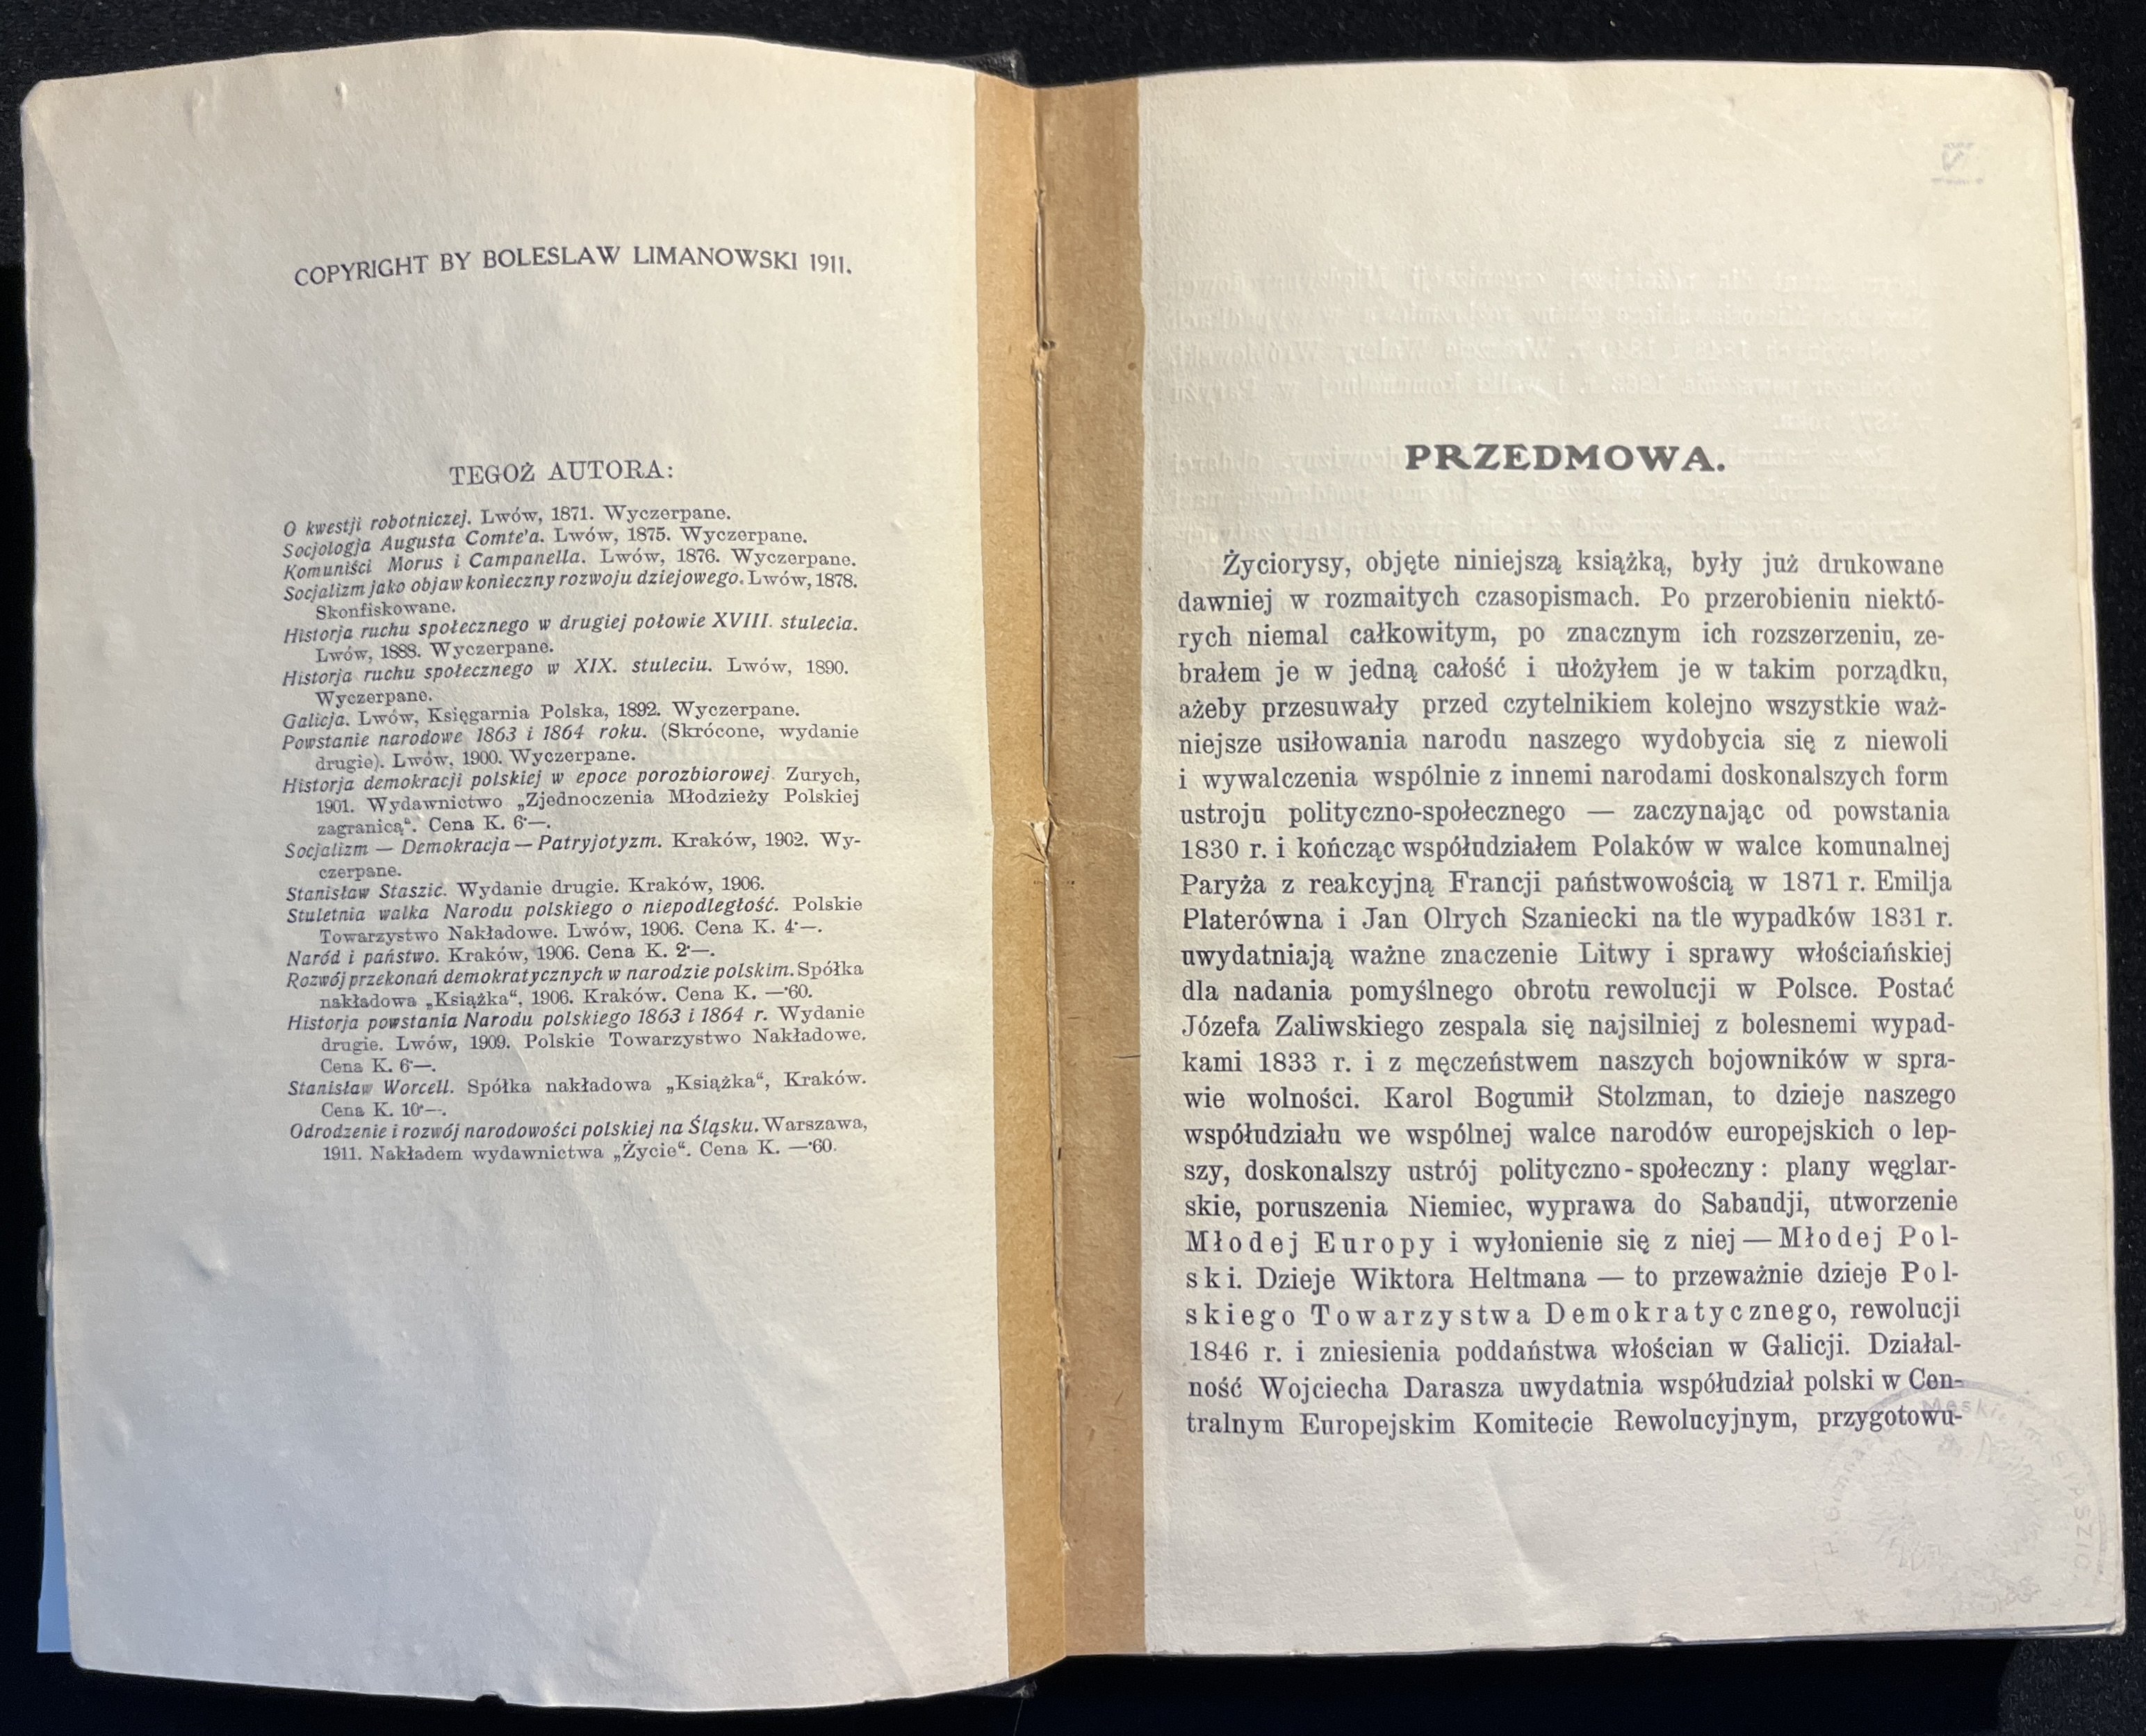 COPYRIGHT BY BOLESLAW LIMANOWSKI 1911.
TEGOŻ AUTORA:
O kwestji robotniczej. Lwów, 1871. Wyczerpane.
Socjologja Augusta Comte'a. Lwów, 1875. Wyczerpane.
Komuniści Morus i Campanella. Lwów, 1876. Wyczerpane.
Socjalizm jako objaw konieczny rozwoju dziejowego. Lwów, 1878.
Skonfiskowane.
Historja ruchu społecznego w drugiej połowie XVIII. stulecia.
Lwów, 1888. Wyczerpane.
Historja ruchu społecznego w XIX. stuleciu. Lwów, 1890.
Wyczerpane.
Galicja. Lwów, Księgarnia Polska, 1892. Wyczerpane.
Powstanie narodowe 1863 i 1864 roku. (Skrócone, wydanie
drugie). Lwów, 1900. Wyczerpane.
Historja demokracji polskiej w epoce porozbiorowej. Zurych,
1901. Wydawnictwo „Zjednoczenia Młodzieży Polskiej
zagranicą“. Cena K. 6·—.
Socjalizm — Demokracja — Patryjotyzm. Kraków, 1902. Wy-
czerpane.
Stanisław Staszic. Wydanie drugie. Kraków, 1906.
Stuletnia walka Narodu polskiego o niepodległość. Polskie
Towarzystwo Nakładowe. Lwów, 1906. Cena K. 4·—.
Naród i państwo. Kraków, 1906. Cena K. 2·—.
Rozwój przekonań demokratycznych w narodzie polskim. Spółka
nakładowa „Książka“, 1906. Kraków. Cena K. —·60.
Historja powstania Narodu polskiego 1863 i 1864 r. Wydanie
drugie. Lwów, 1909. Polskie Towarzystwo Nakładowe.
Cena K. 6·—.
Stanisław Worcell. Spółka nakładowa „Książka“, Kraków.
Cena K. 10·—.
Odrodzenie i rozwój narodowości polskiej na Śląsku. Warszawa,
1911. Nakładem wydawnictwa „Życie“. Cena K. —·60.
PRZEDMOWA.
Życiorysy, objęte niniejszą książką, były już drukowane
dawniej w rozmaitych czasopismach. Po przerobieniu niektó-
rych niemal całkowitym, po znacznym ich rozszerzeniu, ze-
brałem je w jedną całość i ułożyłem je w takim porządku,
ażeby przesuwały przed czytelnikiem kolejno wszystkie waż-
niejsze usiłowania narodu naszego wydobycia się z niewoli
i wywalczenia wspólnie z innemi narodami doskonalszych form
ustroju polityczno-społecznego — zaczynając od powstania
1830 r. i kończąc współudziałem Polaków w walce komunalnej
Paryża z reakcyjną Francji państwowością w 1871 r. Emilja
Platerówna i Jan Olrych Szaniecki na tle wypadków 1831 r.
uwydatniają ważne znaczenie Litwy i sprawy włościańskiej
dla nadania pomyślnego obrotu rewolucji w Polsce. Postać
Józefa Zaliwskiego zespala się najsilniej z bolesnemi wypad-
kami 1833 r. i z męczeństwem naszych bojowników w spra-
wie wolności. Karol Bogumił Stolzman, to dzieje naszego
współudziału we wspólnej walce narodów europejskich o lep-
szy, doskonalszy ustrój polityczno-społeczny: plany węglar-
skie, poruszenia Niemiec, wyprawa do Sabaudji, utworzenie
Młodej Europy i wyłonienie się z niej — Młodej Pol-
ski. Dzieje Wiktora Heltmana — to przeważnie dzieje Pol-
skiego Towarzystwa Demokratycznego, rewolucji
1846 r. i zniesienia poddaństwa włościan w Galicji. Działal-
ność Wojciecha Darasza uwydatnia współudział polski w Cen-
tralnym Europejskim Komitecie Rewolucyjnym, przygotowu-